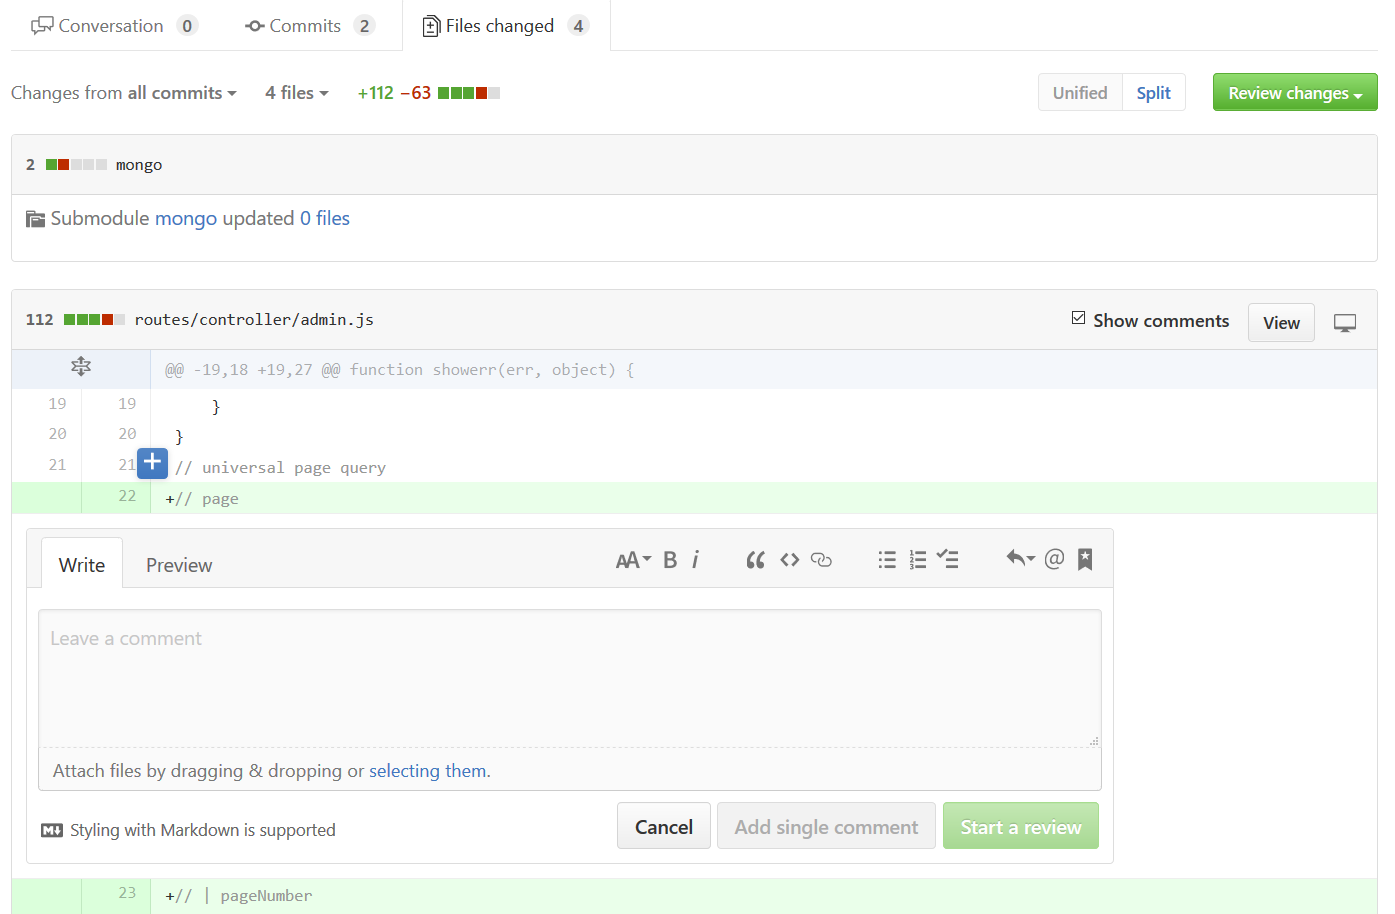 Conversation 0 Commits 2 Files changed 4
Changes from all commits 4 files +112 −63 Unified Split Review changes
2 mongo
Submodule mongo updated 0 files
112 routes/controller/admin.js Show comments View
@@ -19,18 +19,27 @@ function showerr(err, object) {
19 19 }
20 20 }
21 21 // universal page query
22 +// page
Write Preview AA B i “ <> @
Leave a comment
Attach files by dragging & dropping or selecting them.
M Styling with Markdown is supported Cancel Add single comment Start a review
23 +// | pageNumber